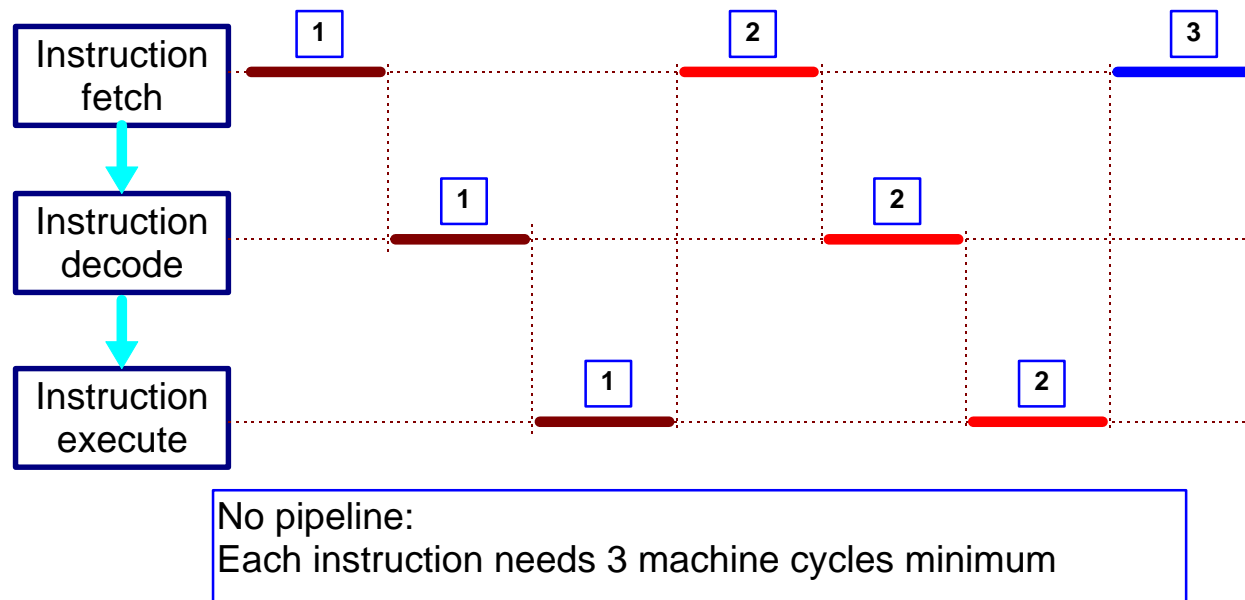 1
2
3
Instruction
fetch
1
2
Instruction
decode
1
2
Instruction
execute
No pipeline:
Each instruction needs 3 machine cycles minimum